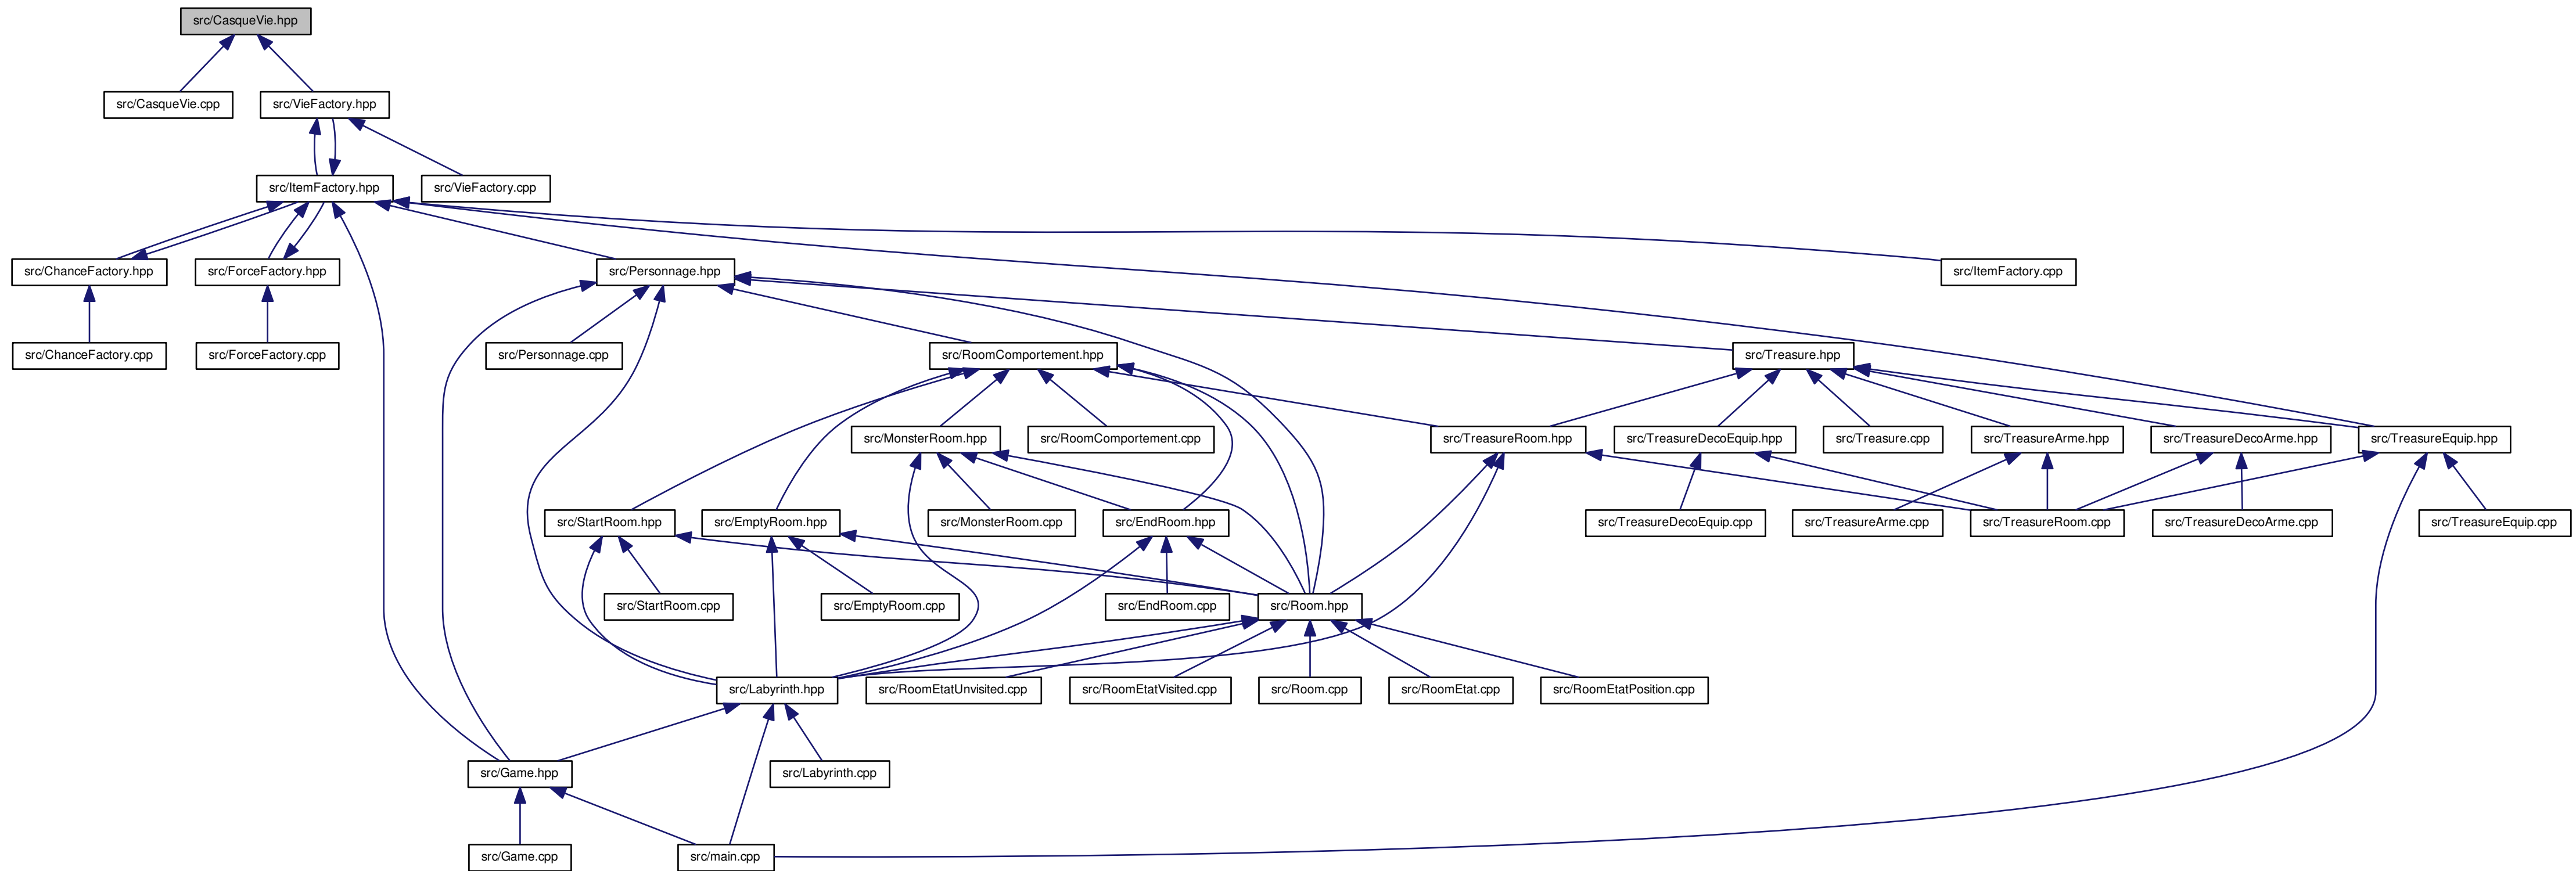 src/CasqueVie.hpp
src/CasqueVie.cpp
src/VieFactory.hpp
src/ItemFactory.hpp
src/VieFactory.cpp
src/ChanceFactory.hpp
src/ForceFactory.hpp
src/Personnage.hpp
src/ItemFactory.cpp
src/ChanceFactory.cpp
src/ForceFactory.cpp
src/Personnage.cpp
src/RoomComportement.hpp
src/Treasure.hpp
src/MonsterRoom.hpp
src/RoomComportement.cpp
src/TreasureRoom.hpp
src/TreasureDecoEquip.hpp
src/Treasure.cpp
src/TreasureArme.hpp
src/TreasureDecoArme.hpp
src/TreasureEquip.hpp
src/StartRoom.hpp
src/EmptyRoom.hpp
src/MonsterRoom.cpp
src/EndRoom.hpp
src/TreasureDecoEquip.cpp
src/TreasureArme.cpp
src/TreasureRoom.cpp
src/TreasureDecoArme.cpp
src/TreasureEquip.cpp
src/StartRoom.cpp
src/EmptyRoom.cpp
src/EndRoom.cpp
src/Room.hpp
src/Labyrinth.hpp
src/RoomEtatUnvisited.cpp
src/RoomEtatVisited.cpp
src/Room.cpp
src/RoomEtat.cpp
src/RoomEtatPosition.cpp
src/Game.hpp
src/Labyrinth.cpp
src/Game.cpp
src/main.cpp